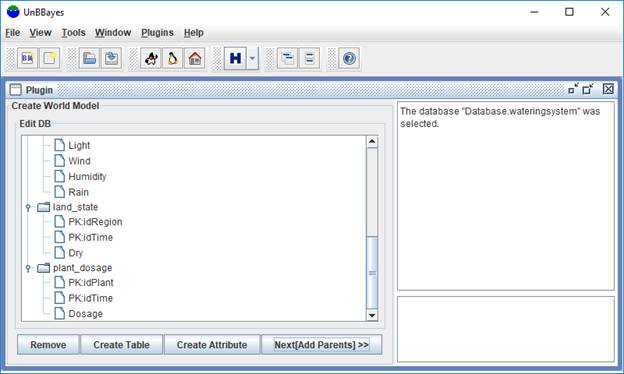 UnBBayes
File View Tools Window Plugins Help
H
Plugin
Create World Model
Edit DB
Light
Wind
Humidity
Rain
land_state
PK:idRegion
PK:idTime
Dry
plant_dosage
PK:idPlant
PK:idTime
Dosage
Remove Create Table Create Attribute Next[Add Parents] >>
The database "Database.wateringsystem" was
selected.